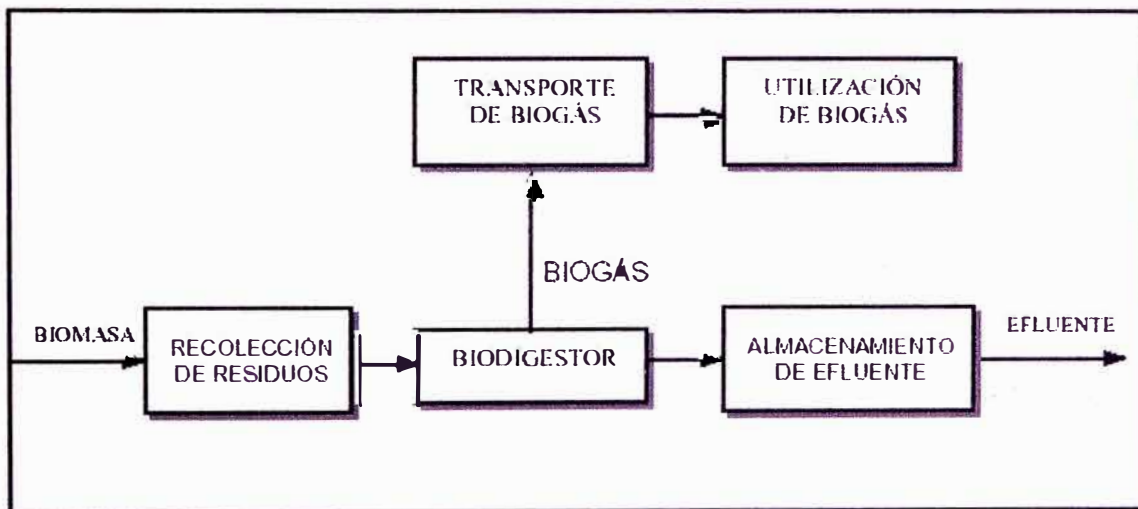 TRANSPORTE
DE BIOGÁS
UTILIZACIÓN
DE BIOGÁS
BIOGÁS
BIOMASA
RECOLECCIÓN
DE RESIDUOS
BIODIGESTOR
ALMACENAMIENTO
DE EFLUENTE
EFLUENTE